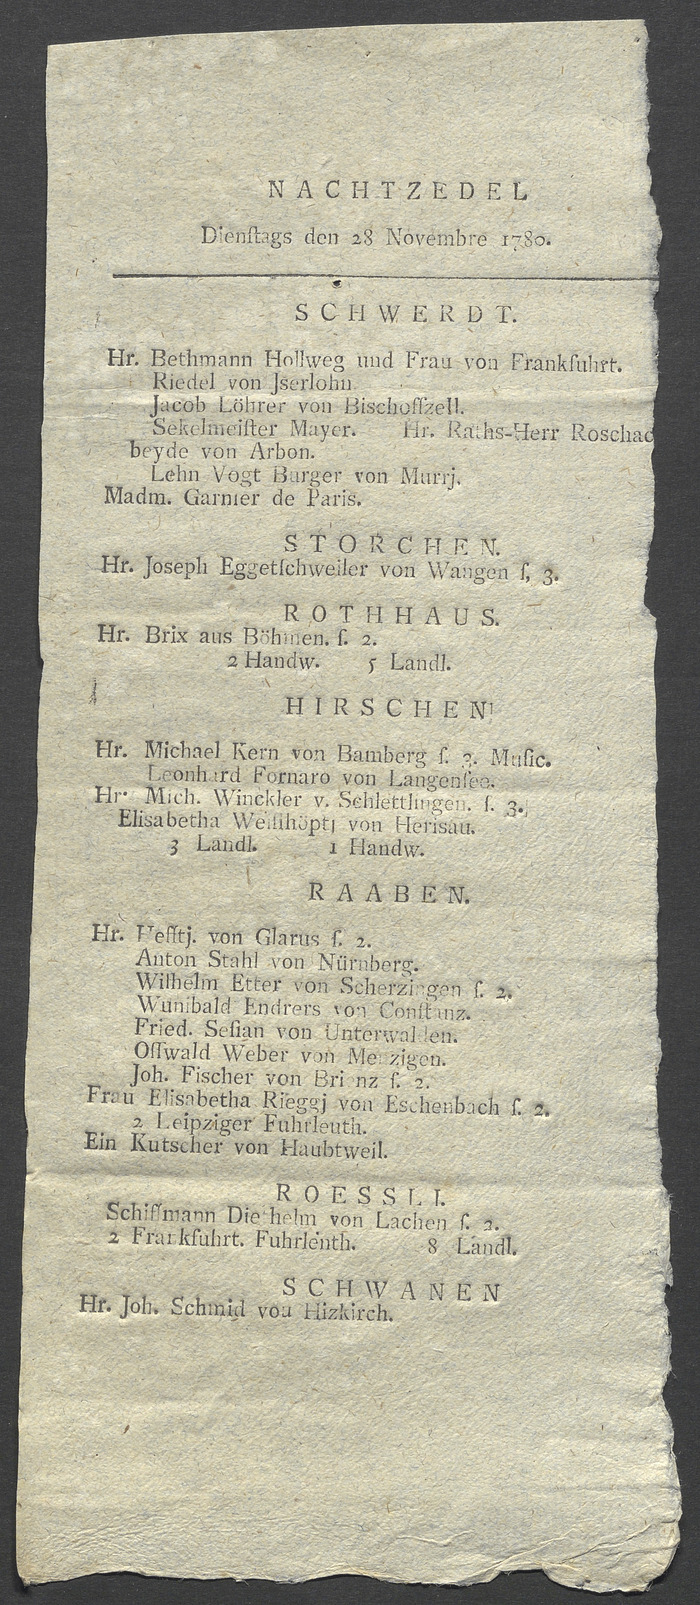 NACHTZEDEL
Dienſtags den 28 Novembre 1780.
SCHWERDT.
Hr. Bethmann Hollweg und Frau von Frankfuhrt.
Riedel von Jserlohn
Jacob Löhrer von Biſchoffzell.
Sekelmeiſter Mayer. Hr. Raths-Herr Roschac
beyde von Arbon.
Lehn Vogt Burger von Murrj.
Madm. Garnier de Paris.
STORCHEN.
Hr. Joseph Eggetſchweiler von Wangen ſ, 3.
ROTHHAUS.
Hr. Brix aus Böhmen. ſ. 2.
2 Handw. 5 Landl.
HIRSCHEN
Hr. Michael Kern von Bamberg ſ. 3. Muſic.
Leonhard Fornaro von Langenſee.
Hr. Mich. Winckler v. Schlettlingen. ſ. 3.
Elisabetha von Herisau.
3 Landl. 1 Handw.
RAABEN.
Hr. von Glarus ſ. 2.
Anton Stahl von Nürnberg.
Wilhelm Etter von Scherzingen ſ. 2.
Wunibald Endrers von Conſtanz.
Fried. Seſian von Unterwalden.
Oſſwald Weber von Menzigen.
Joh. Fischer von Bri nz ſ. 2.
Frau Elisabetha Rieggj von Eschenbach ſ. 2.
2 Leipziger Fuhrleuth.
Ein Kutscher von Haubtweil.
ROESSLI.
Schiffmann Diethelm von Lachen ſ. 2.
2 Frankfuhrt. Fuhrleuth. 8 Landl.
SCHWANEN
Hr. Joh. Schmid von Hizkirch.